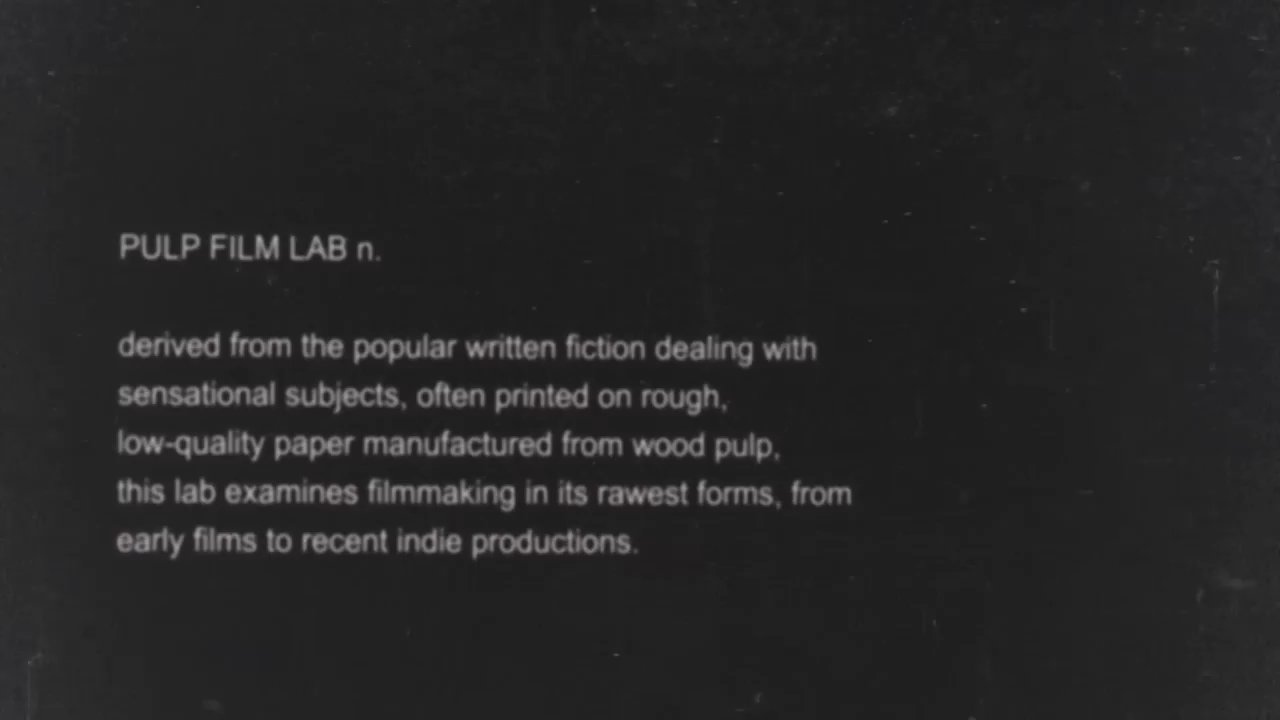 PULP FILM LAB n.
derived from the popular written fiction dealing with
sensational subjects, often printed on rough,
low-quality paper manufactured from wood pulp,
this lab examines filmmaking in its rawest forms, from
early films to recent indie productions.